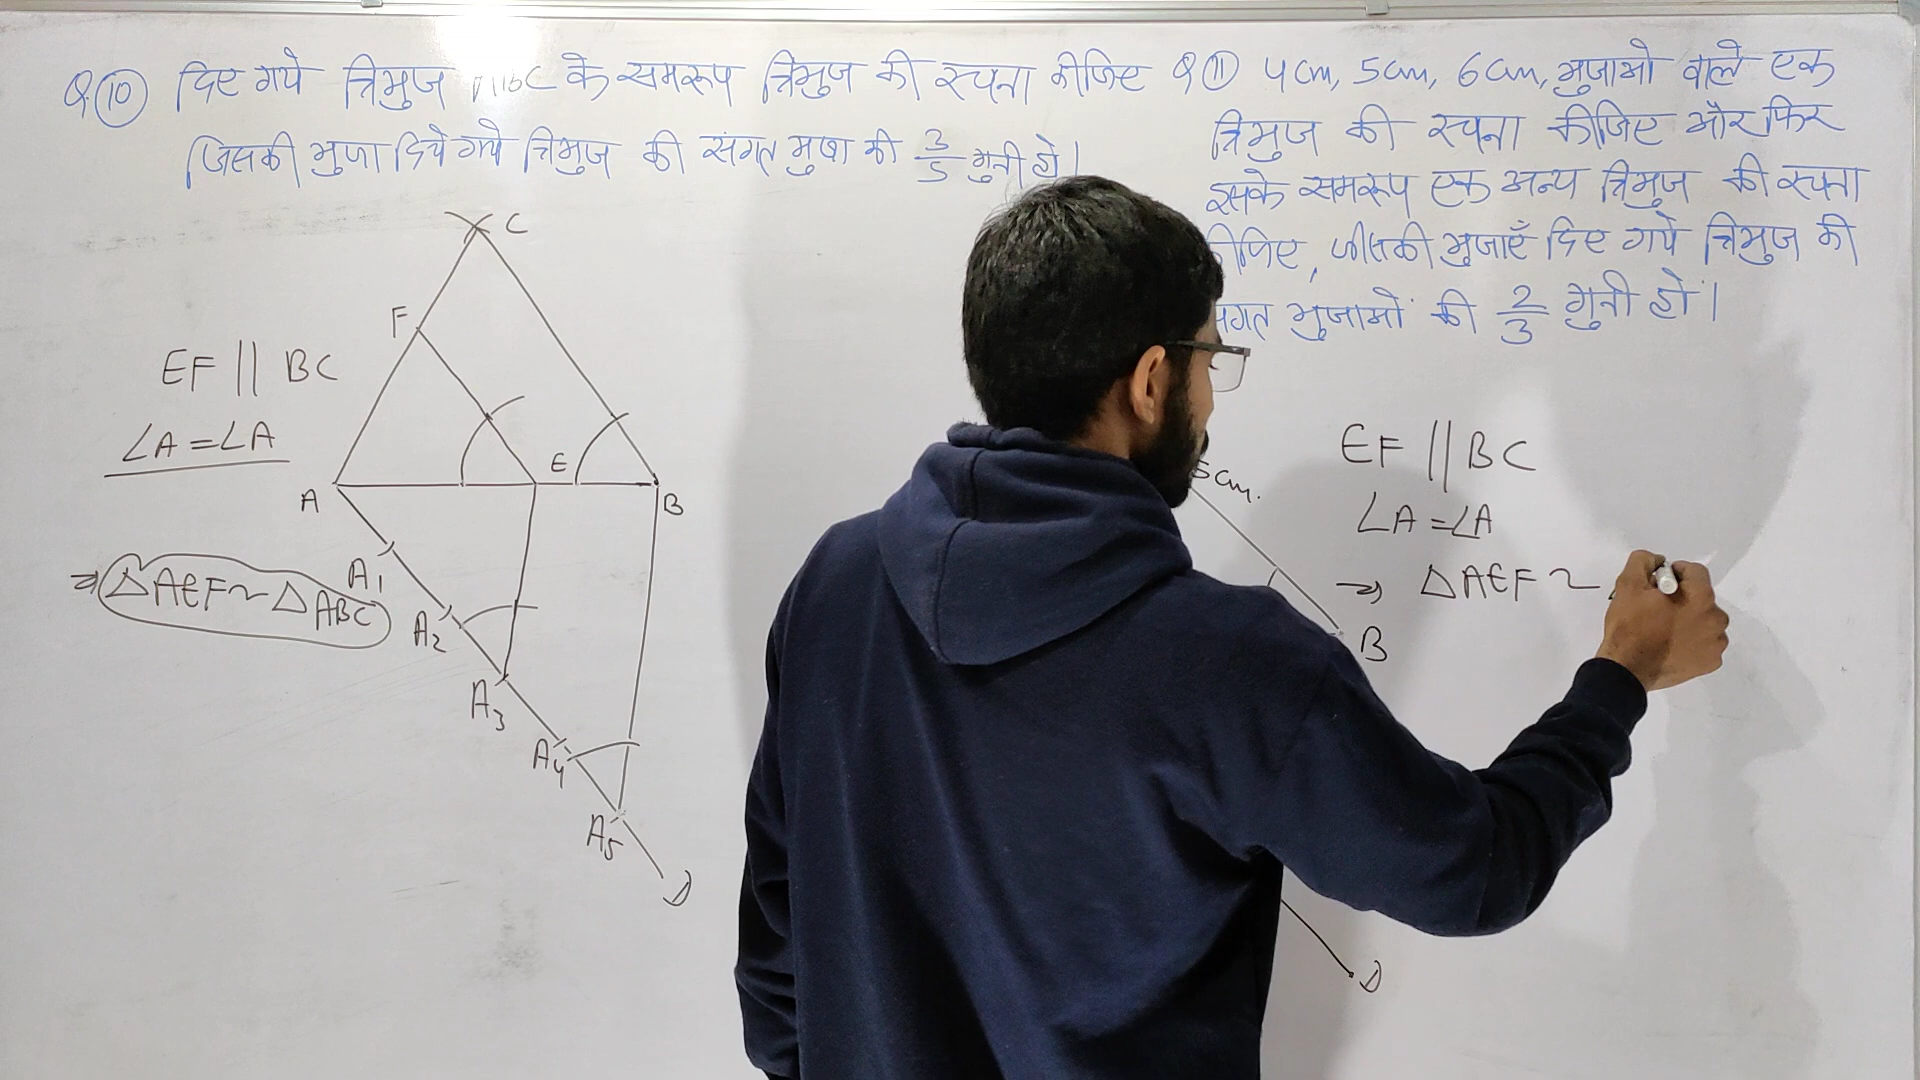 Q.⑩ दिए गये त्रिभुज ABC के समरूप त्रिभुज की रचना कीजिए
जिसकी भुजा दिये गये त्रिभुज की संगत भुजा की 3/5 गुनी हो।
C
F
EF || BC
∠A = ∠A
E
A
B
⇒ △AEF ~ △ABC
A₁
A₂
A₃
A₄
A₅
D
Q ⑪ 4cm, 5cm, 6cm, भुजाओ वाले एक
त्रिभुज की रचना कीजिए और फिर
इसके समरूप एक अन्य त्रिभुज की रचना
जीसकी भुजाएँ दिए गये त्रिभुज की
भुजाओं की 2/3 गुनी हों।
5cm.
EF || BC
∠A = ∠A
⇒ △AEF ~
B
D